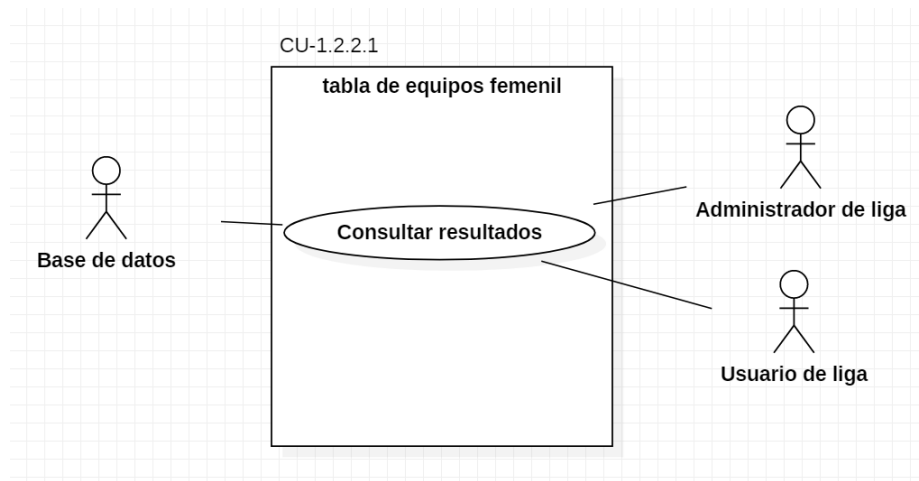 CU-1.2.2.1
tabla de equipos femenil
Consultar resultados
Base de datos
Administrador de liga
Usuario de liga